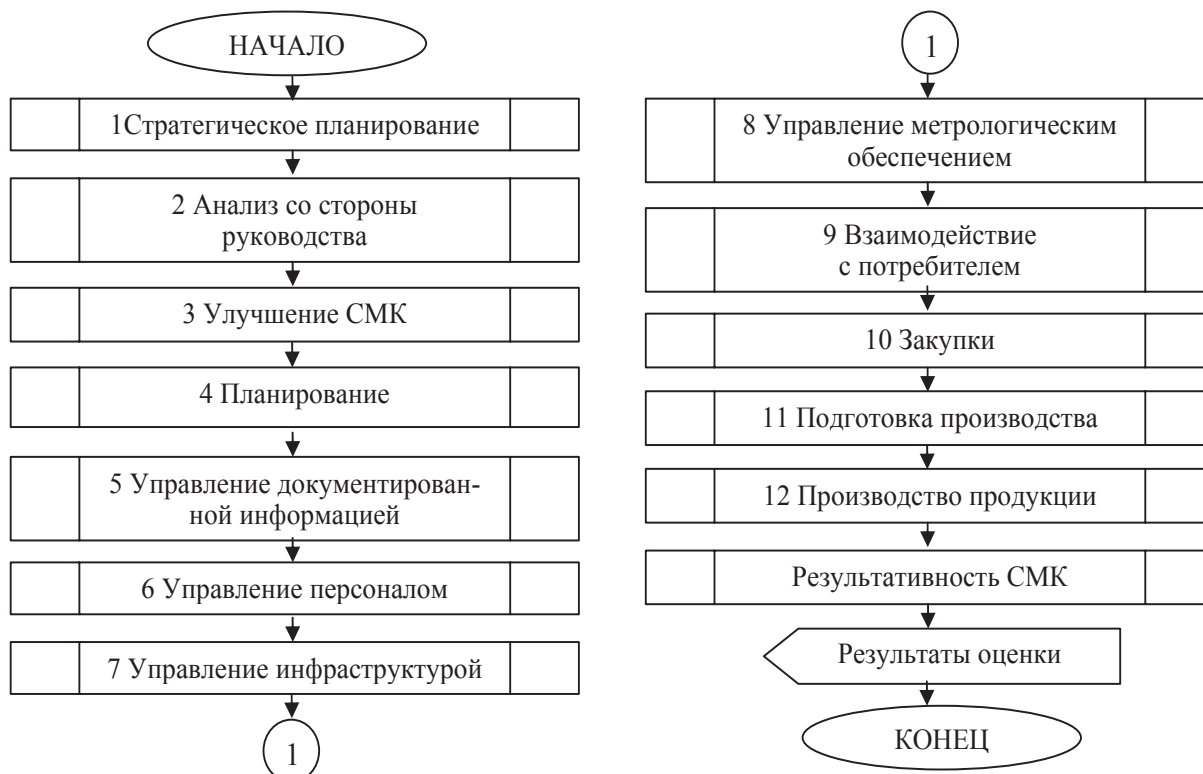 НАЧАЛО
1Стратегическое планирование
2 Анализ со стороны
руководства
3 Улучшение СМК
4 Планирование
5 Управление документирован-
ной информацией
6 Управление персоналом
7 Управление инфраструктурой
1
1
8 Управление метрологическим
обеспечением
9 Взаимодействие
с потребителем
10 Закупки
11 Подготовка производства
12 Производство продукции
Результативность СМК
Результаты оценки
КОНЕЦ